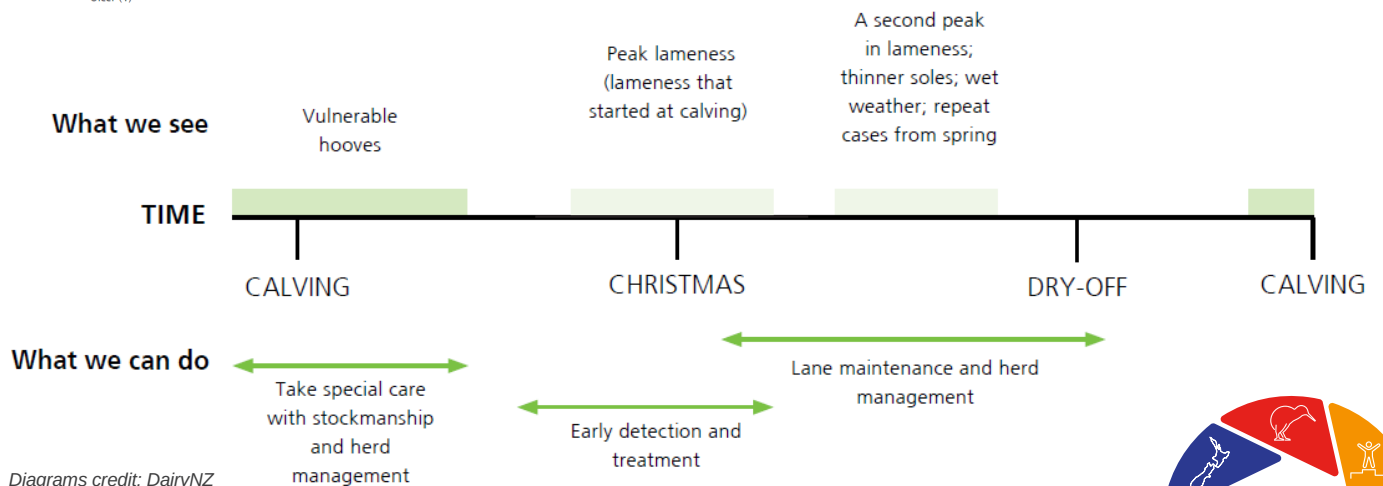 What we see
Vulnerable
hooves
Peak lameness
(lameness that
started at calving)
A second peak
in lameness;
thinner soles; wet
weather; repeat
cases from spring
TIME
CALVING
CHRISTMAS
DRY-OFF
CALVING
What we can do
Take special care
with stockmanship
and herd
management
Early detection and
treatment
Lane maintenance and herd
management
Diagrams credit: DairyNZ